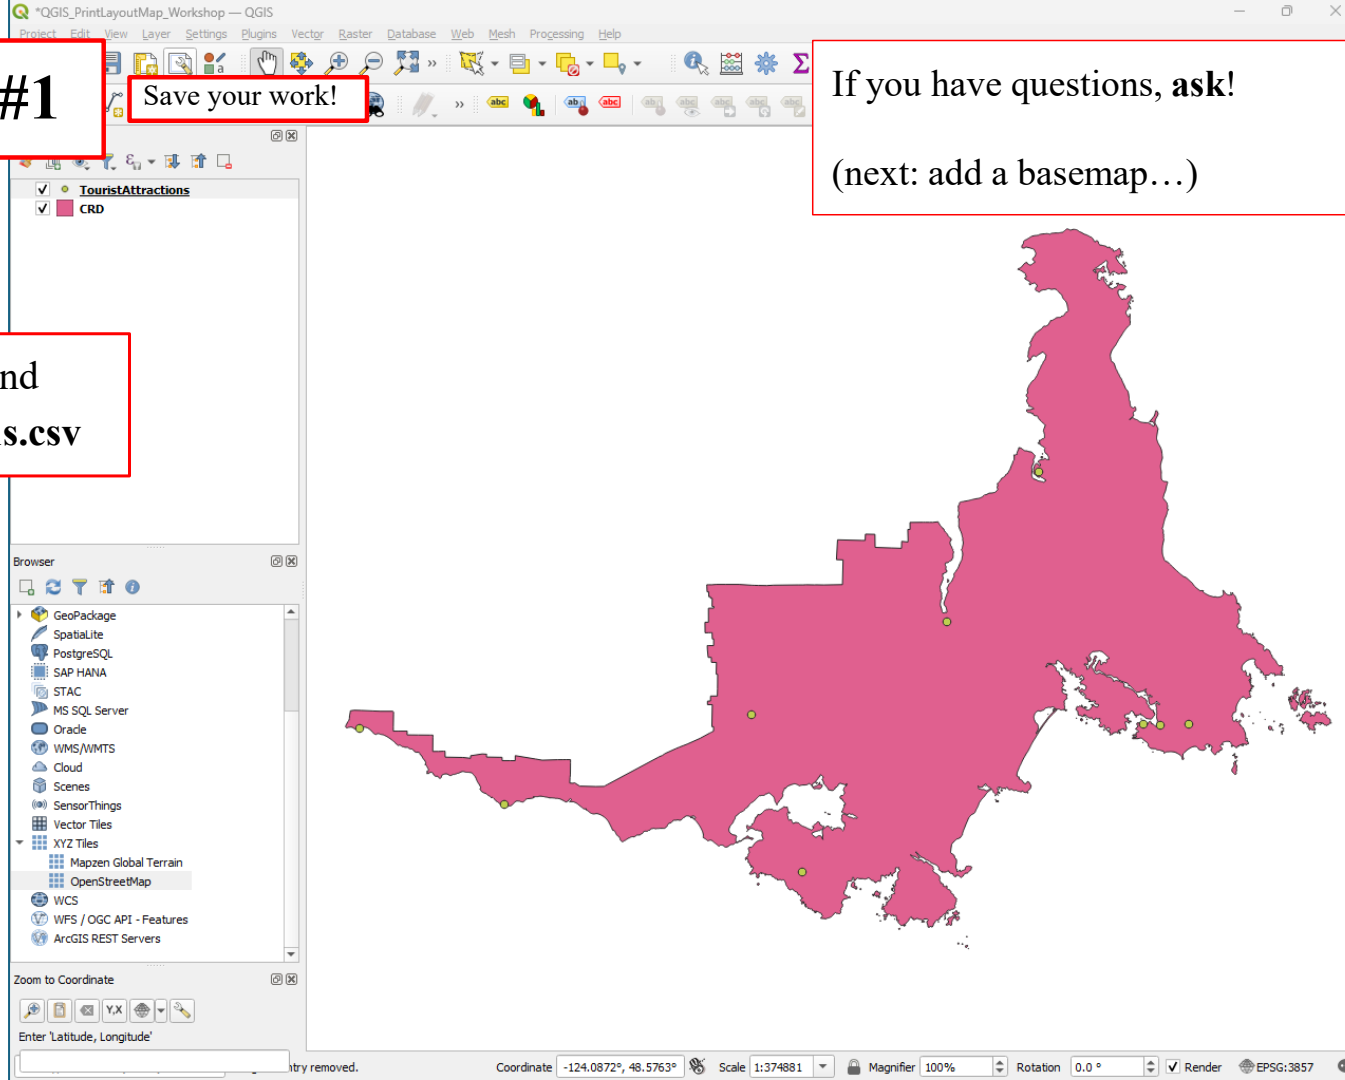 *QGIS_PrintLayoutMap_Workshop — QGIS
Project Edit View Layer Settings Plugins Vector Raster Database Web Mesh Processing Help
#1
Save your work!
If you have questions, ask!
(next: add a basemap…)
TouristAttractions
CRD
nd
s.csv
Browser
GeoPackage
SpatiaLite
PostgreSQL
SAP HANA
STAC
MS SQL Server
Oracle
WMS/WMTS
Cloud
Scenes
SensorThings
Vector Tiles
XYZ Tiles
Mapzen Global Terrain
OpenStreetMap
WCS
WFS / OGC API - Features
ArcGIS REST Servers
Zoom to Coordinate
Y,X
Enter 'Latitude, Longitude'
try removed.
Coordinate -124.0872°, 48.5763° Scale 1:374881 Magnifier 100% Rotation 0.0 ° Render EPSG:3857